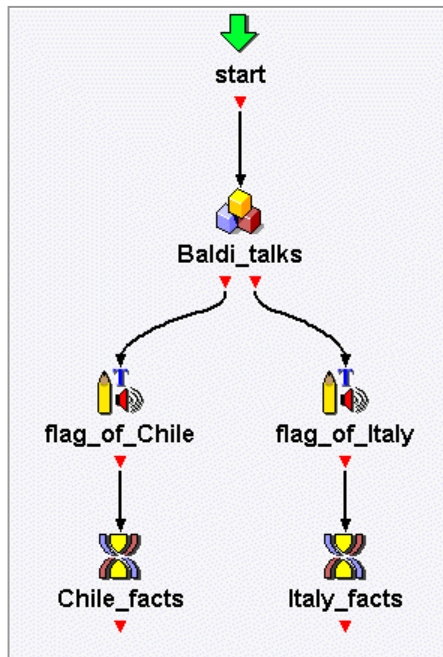 start
Baldi_talks
T T
flag_of_Chile flag_of_Italy
Chile_facts Italy_facts